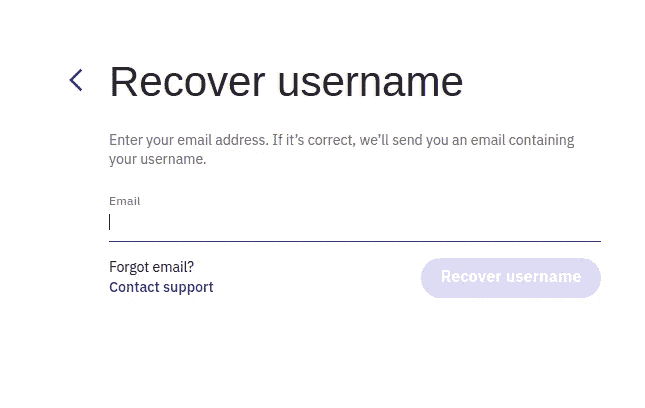 Recover username
Enter your email address. If it’s correct, we’ll send you an email containing
your username.
Email
Forgot email?
Contact support
Recover username